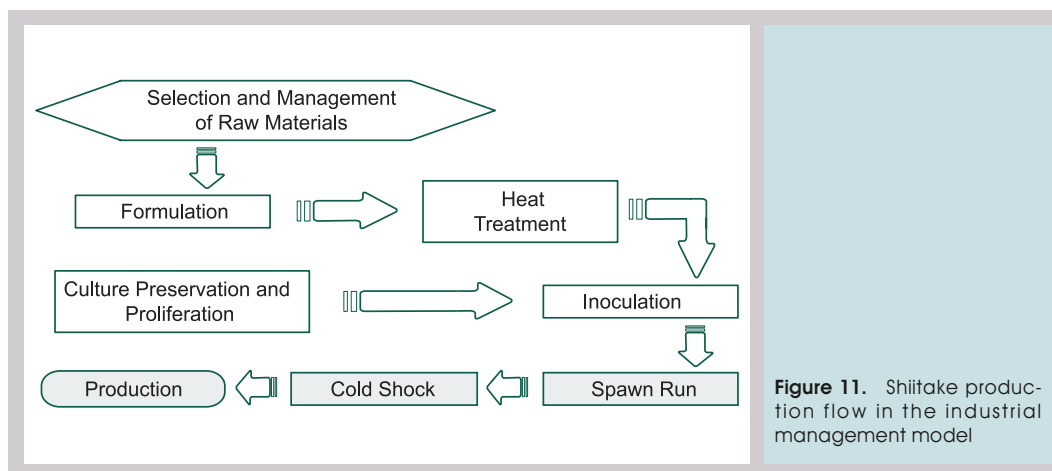 Selection and Management
of Raw Materials
Formulation
Heat
Treatment
Culture Preservation and
Proliferation
Inoculation
Production
Cold Shock
Spawn Run
Figure 11. Shiitake produc-
tion flow in the industrial
management model